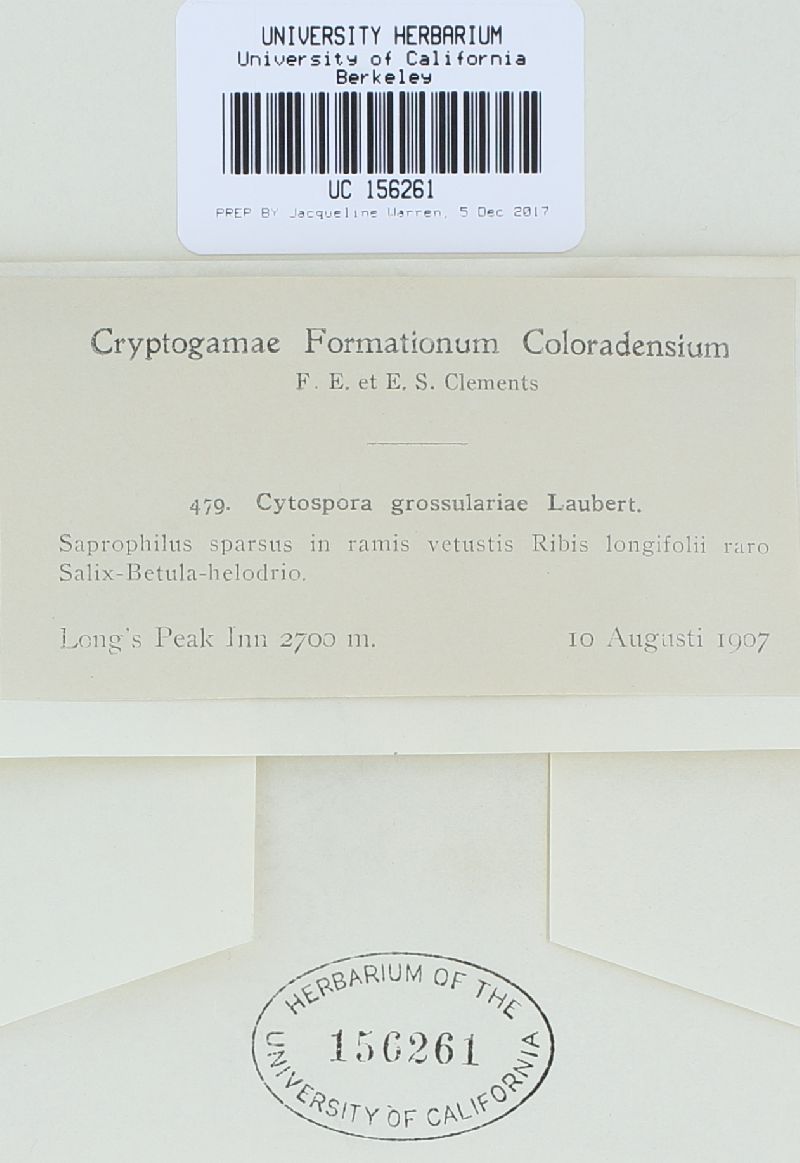 UNIVERSITY HERBARIUM
University of California
Berkeley
UC 156261
PREP BY Jacqueline Warren, 5 Dec 2017
Cryptogamae Formationum Coloradensium
F. E. et E. S. Clements
479. Cytospora grossulariae Laubert.
Saprophilus sparsus in ramis vetustis Ribis longifolii raro
Salix-Betula-helodrio.
Long's Peak Inn 2700 m. 10 Augusti 1907
HERBARIUM OF THE
156261
UNIVERSITY OF CALIFORNIA